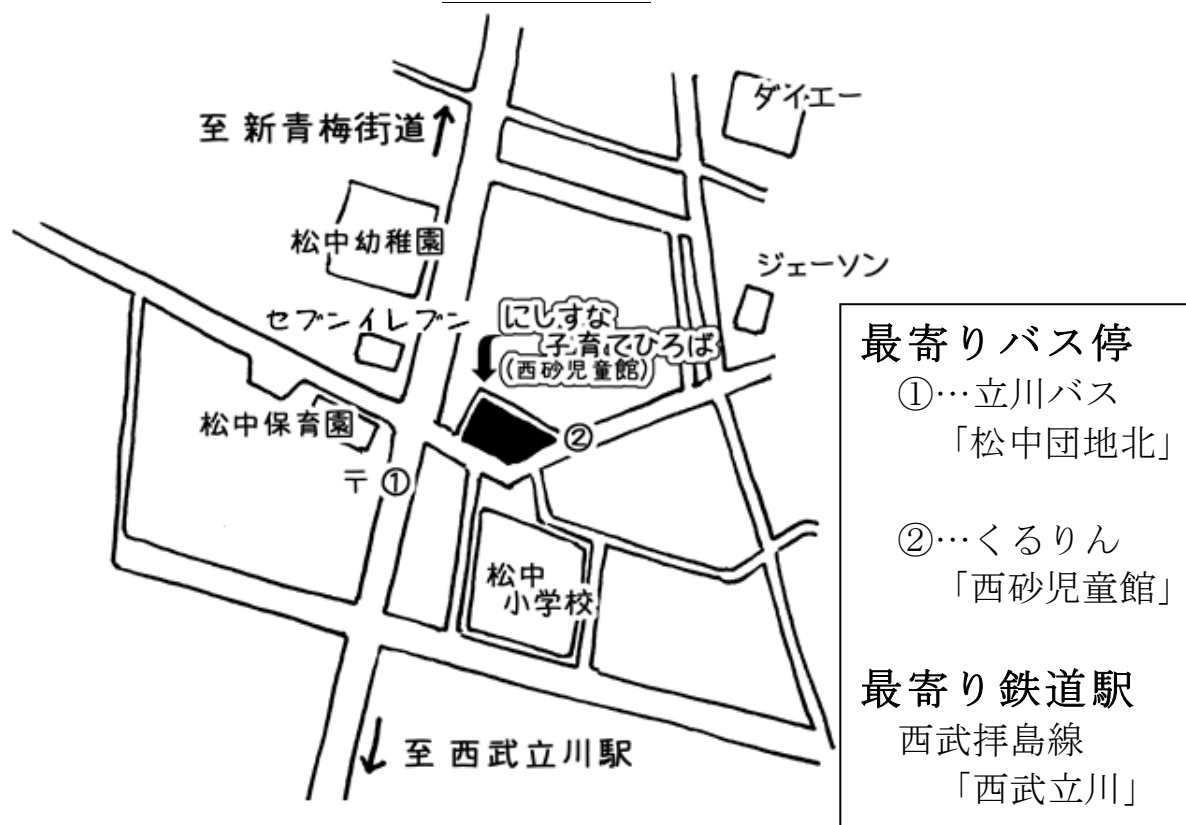 ダイエー
至 新青梅街道
松中幼稚園
ジェーソン
セブンイレブン
にしすな
子育てひろば
(西砂児童館)
松中保育園
②
〒 ①
松中
小学校
至 西武立川駅
最寄りバス停
①…立川バス
「松中団地北」
②…くるりん
「西砂児童館」
最寄り鉄道駅
西武拝島線
「西武立川」